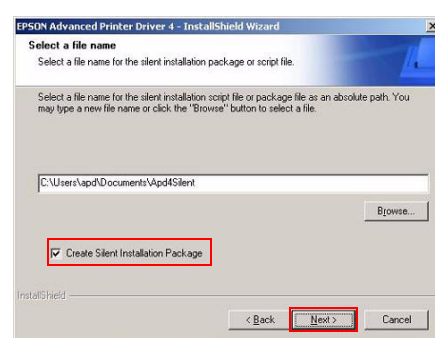 EPSON Advanced Printer Driver 4 - InstallShield Wizard
Select a file name
Select a file name for the silent installation package or script file.
Select a file name for the silent installation script file or package file as an absolute path. You
may type a new file name or click the "Browse" button to select a file.
C:\Users\apd\Documents\Apd4Silent
Browse...
Create Silent Installation Package
InstallShield
< Back
Next >
Cancel